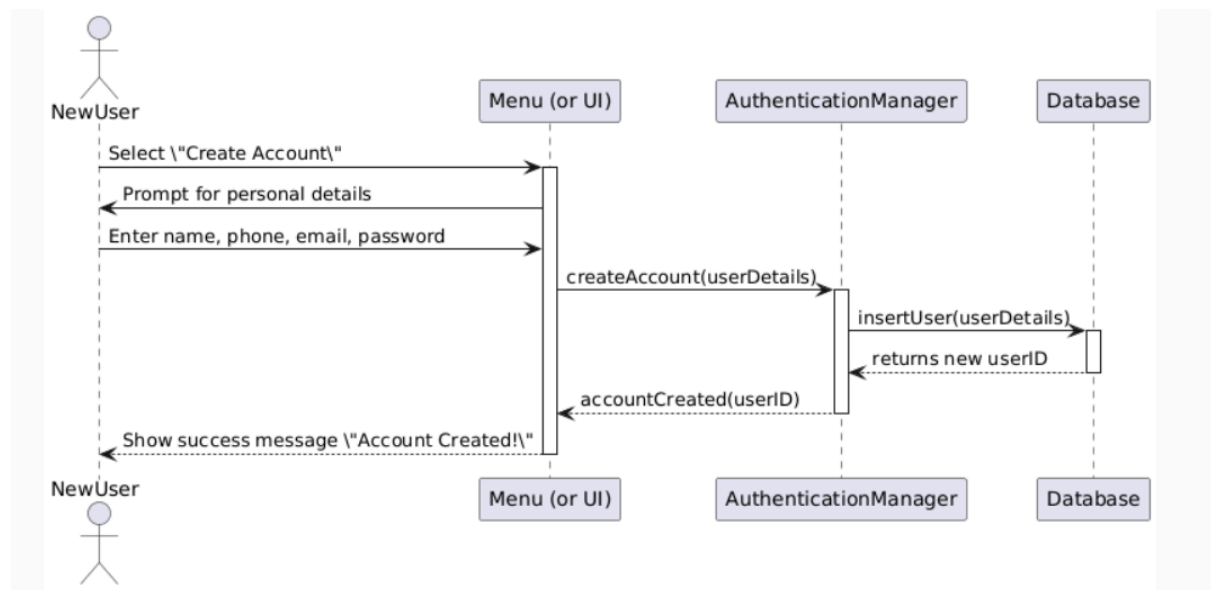 NewUser
Menu (or UI)
AuthenticationManager
Database
Select \"Create Account\"
Prompt for personal details
Enter name, phone, email, password
createAccount(userDetails)
insertUser(userDetails)
returns new userID
accountCreated(userID)
Show success message \"Account Created!\"
NewUser
Menu (or UI)
AuthenticationManager
Database